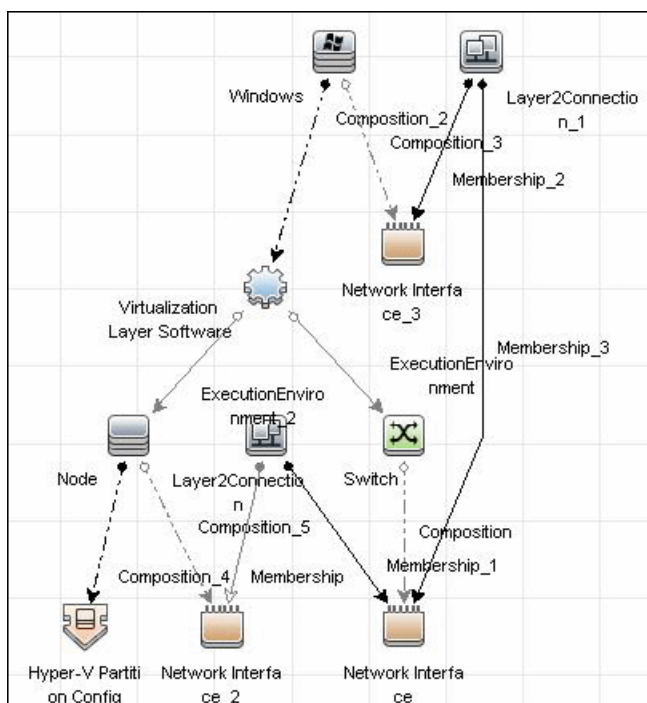 Windows
Composition_2
Layer2Connectio
n_1
Composition_3
Membership_2
Network Interfa
ce_3
Virtualization
Layer Software
Membership_3
ExecutionEnviro
nment
ExecutionEnviro
nment_2
Node
Layer2Connectio
n
Switch
Composition_5
Composition
Membership_1
Composition_4
Membership
Hyper-V Partiti
on Config
Network Interfa
ce_2
Network Interfa
ce